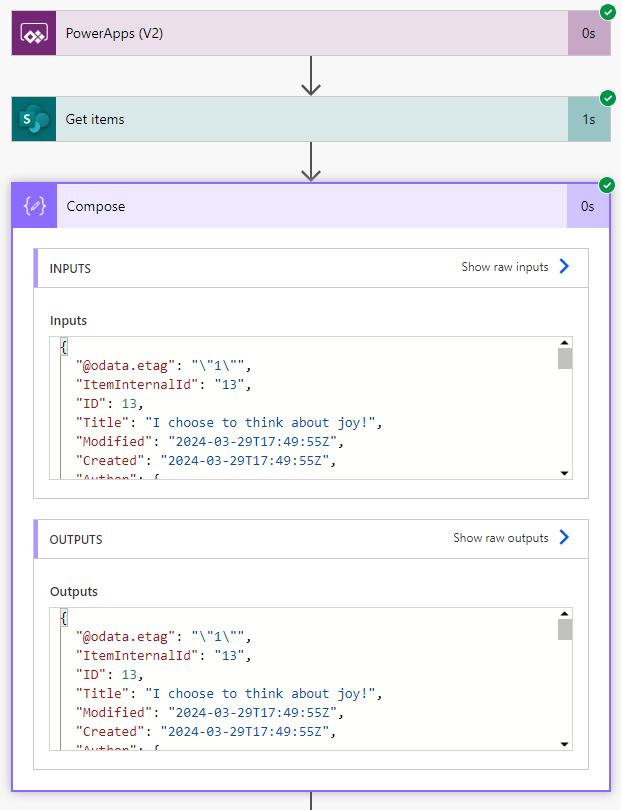 PowerApps (V2)
0s
S
Get items
1s
Compose
0s
INPUTS
Show raw inputs
Inputs
{
"@odata.etag": "\"1\"",
"ItemInternalId": "13",
"ID": 13,
"Title": "I choose to think about joy!",
"Modified": "2024-03-29T17:49:55Z",
"Created": "2024-03-29T17:49:55Z",
"Author": {
OUTPUTS
Show raw outputs
Outputs
{
"@odata.etag": "\"1\"",
"ItemInternalId": "13",
"ID": 13,
"Title": "I choose to think about joy!",
"Modified": "2024-03-29T17:49:55Z",
"Created": "2024-03-29T17:49:55Z",
"Author": {